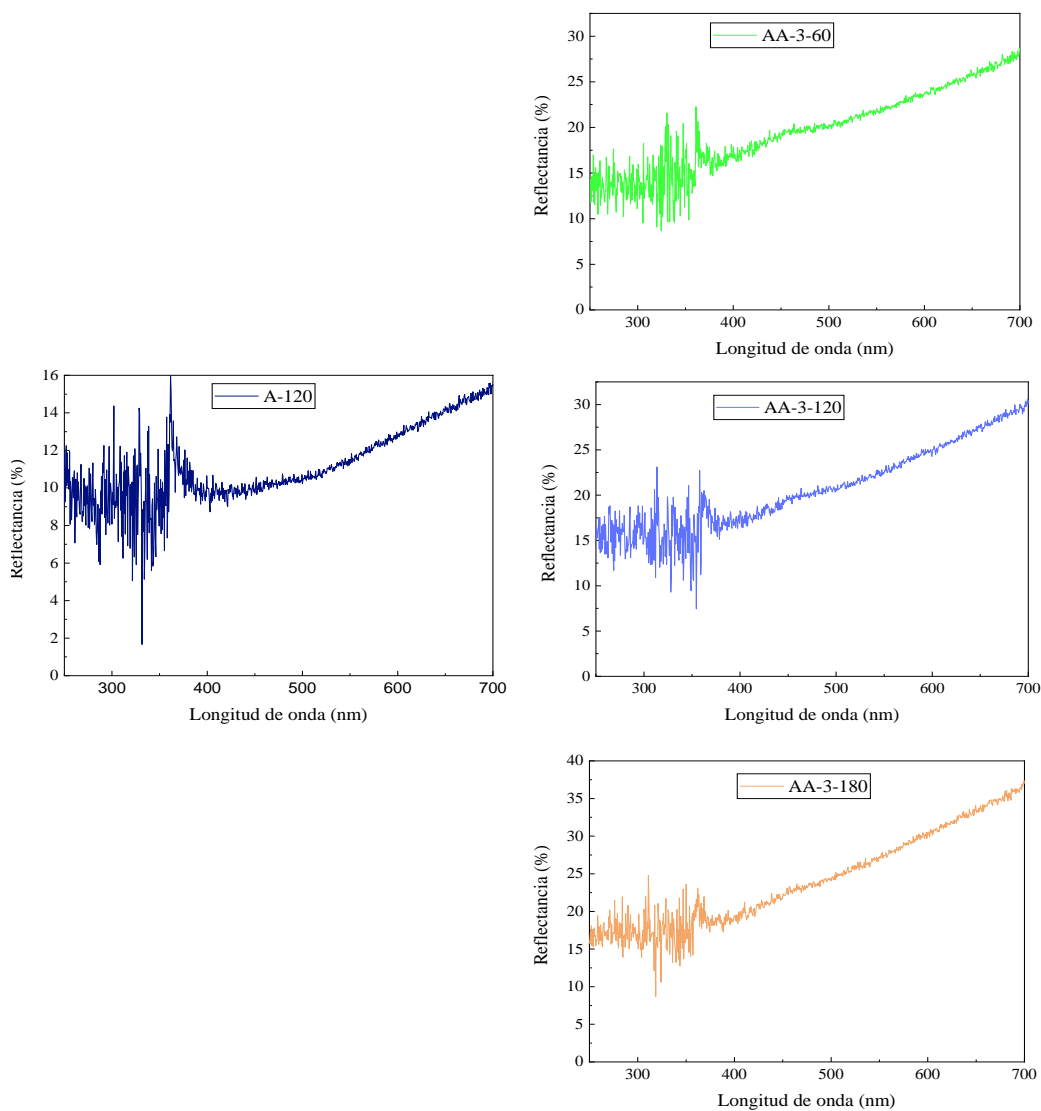 AA-3-60
Reflectancia (%)
30
25
20
15
10
5
0
300 400 500 600 700
Longitud de onda (nm)
A-120
Reflectancia (%)
16
14
12
10
8
6
4
2
0
300 400 500 600 700
Longitud de onda (nm)
AA-3-120
Reflectancia (%)
30
25
20
15
10
5
0
300 400 500 600 700
Longitud de onda (nm)
AA-3-180
Reflectancia (%)
40
35
30
25
20
15
10
5
0
300 400 500 600 700
Longitud de onda (nm)